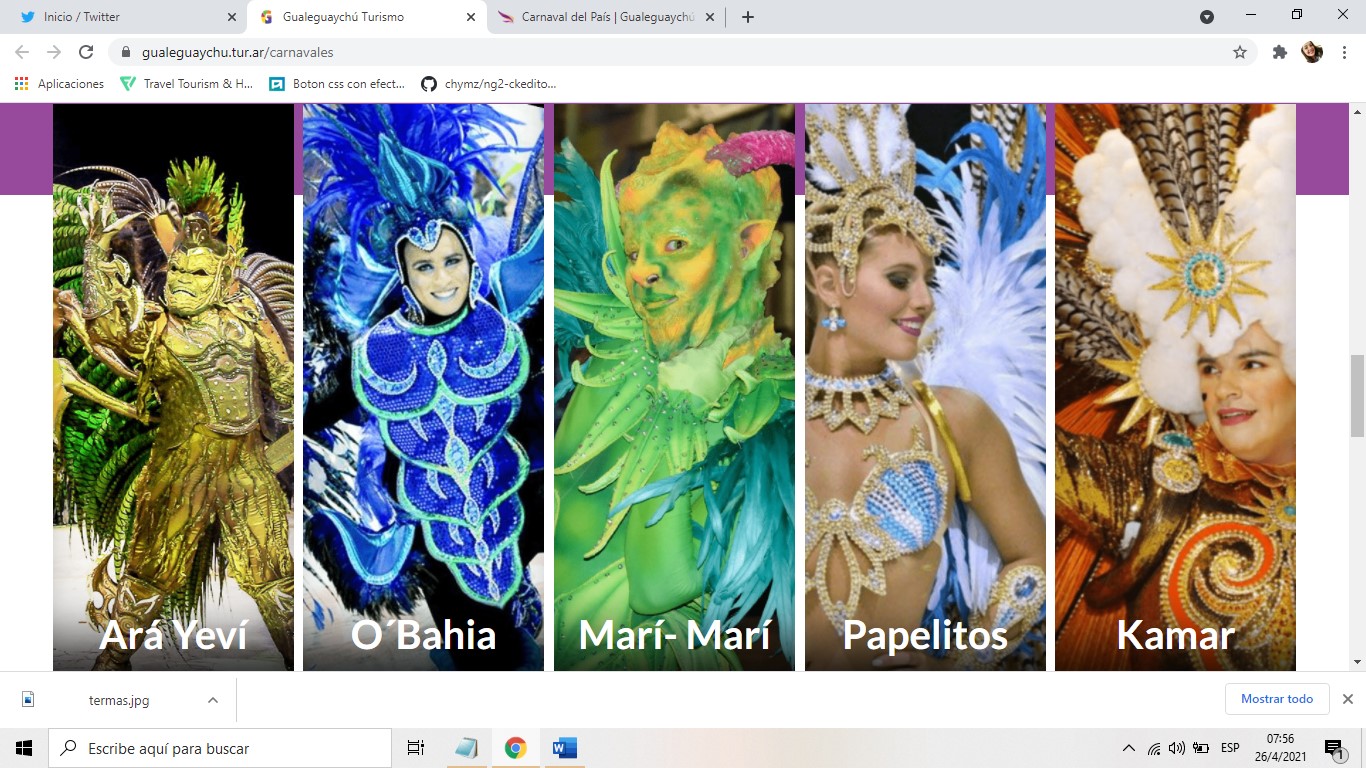 Inicio / Twitter
Gualeguaychú Turismo
Carnaval del País | Gualeguaychú
gualeguaychu.tur.ar/carnavales
Aplicaciones
Travel Tourism & H...
Boton css con efect...
chymz/ng2-ckedito...
Ará Yeví
O´Bahia
Marí- Marí
Papelitos
Kamar
termas.jpg
Mostrar todo
Escribe aquí para buscar
W
ESP
07:56
26/4/2021
1